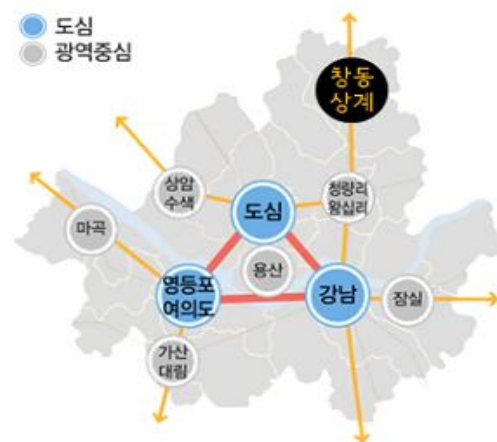 도심
광역중심
창동
상계
상암
수색
청량리
왕십리
도심
마곡
용산
영등포
여의도
강남
잠실
가산
대림